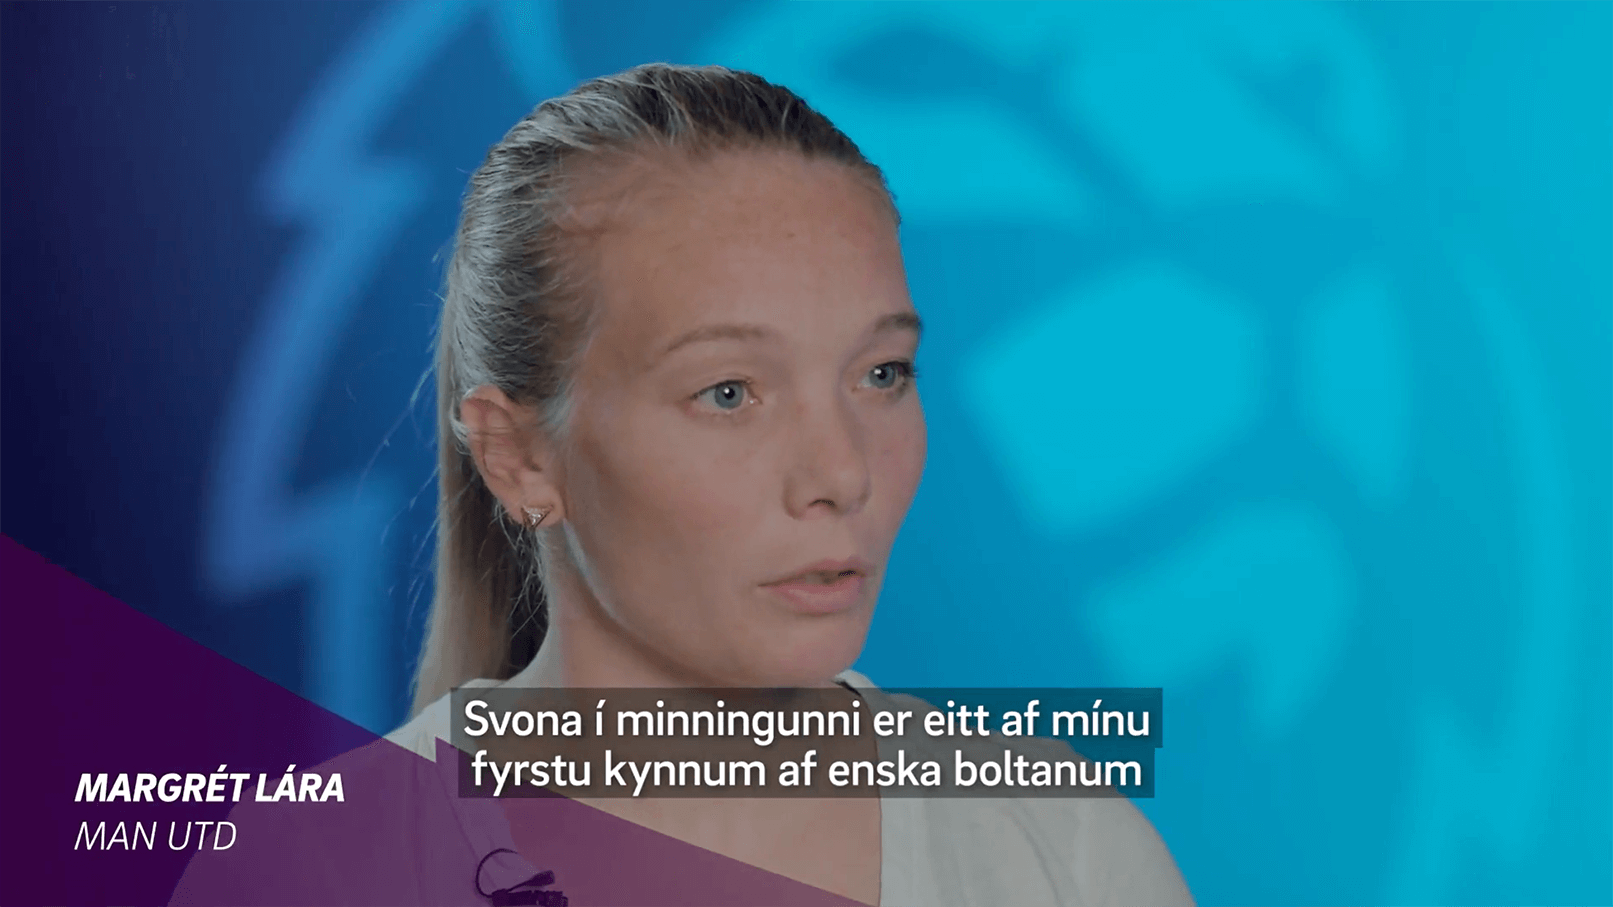 Svona í minningunni er eitt af mínu
fyrstu kynnum af enska boltanum
MARGRÉT LÁRA
MAN UTD